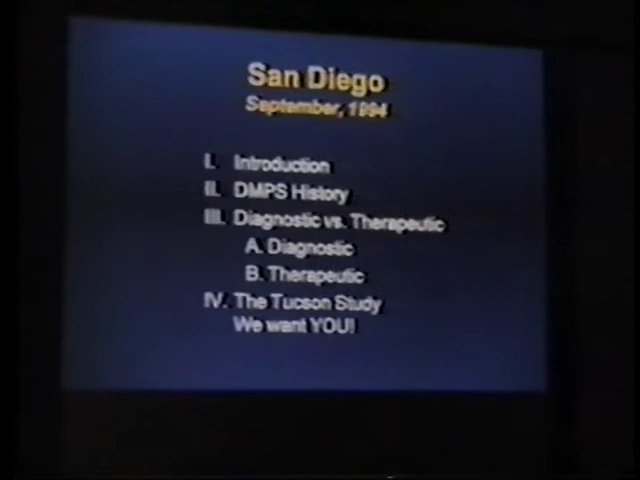 San Diego
September, 1994
I. Introduction
II. DMPS History
III. Diagnostic vs. Therapeutic
A. Diagnostic
B. Therapeutic
IV. The Tucson Study
We want YOU!